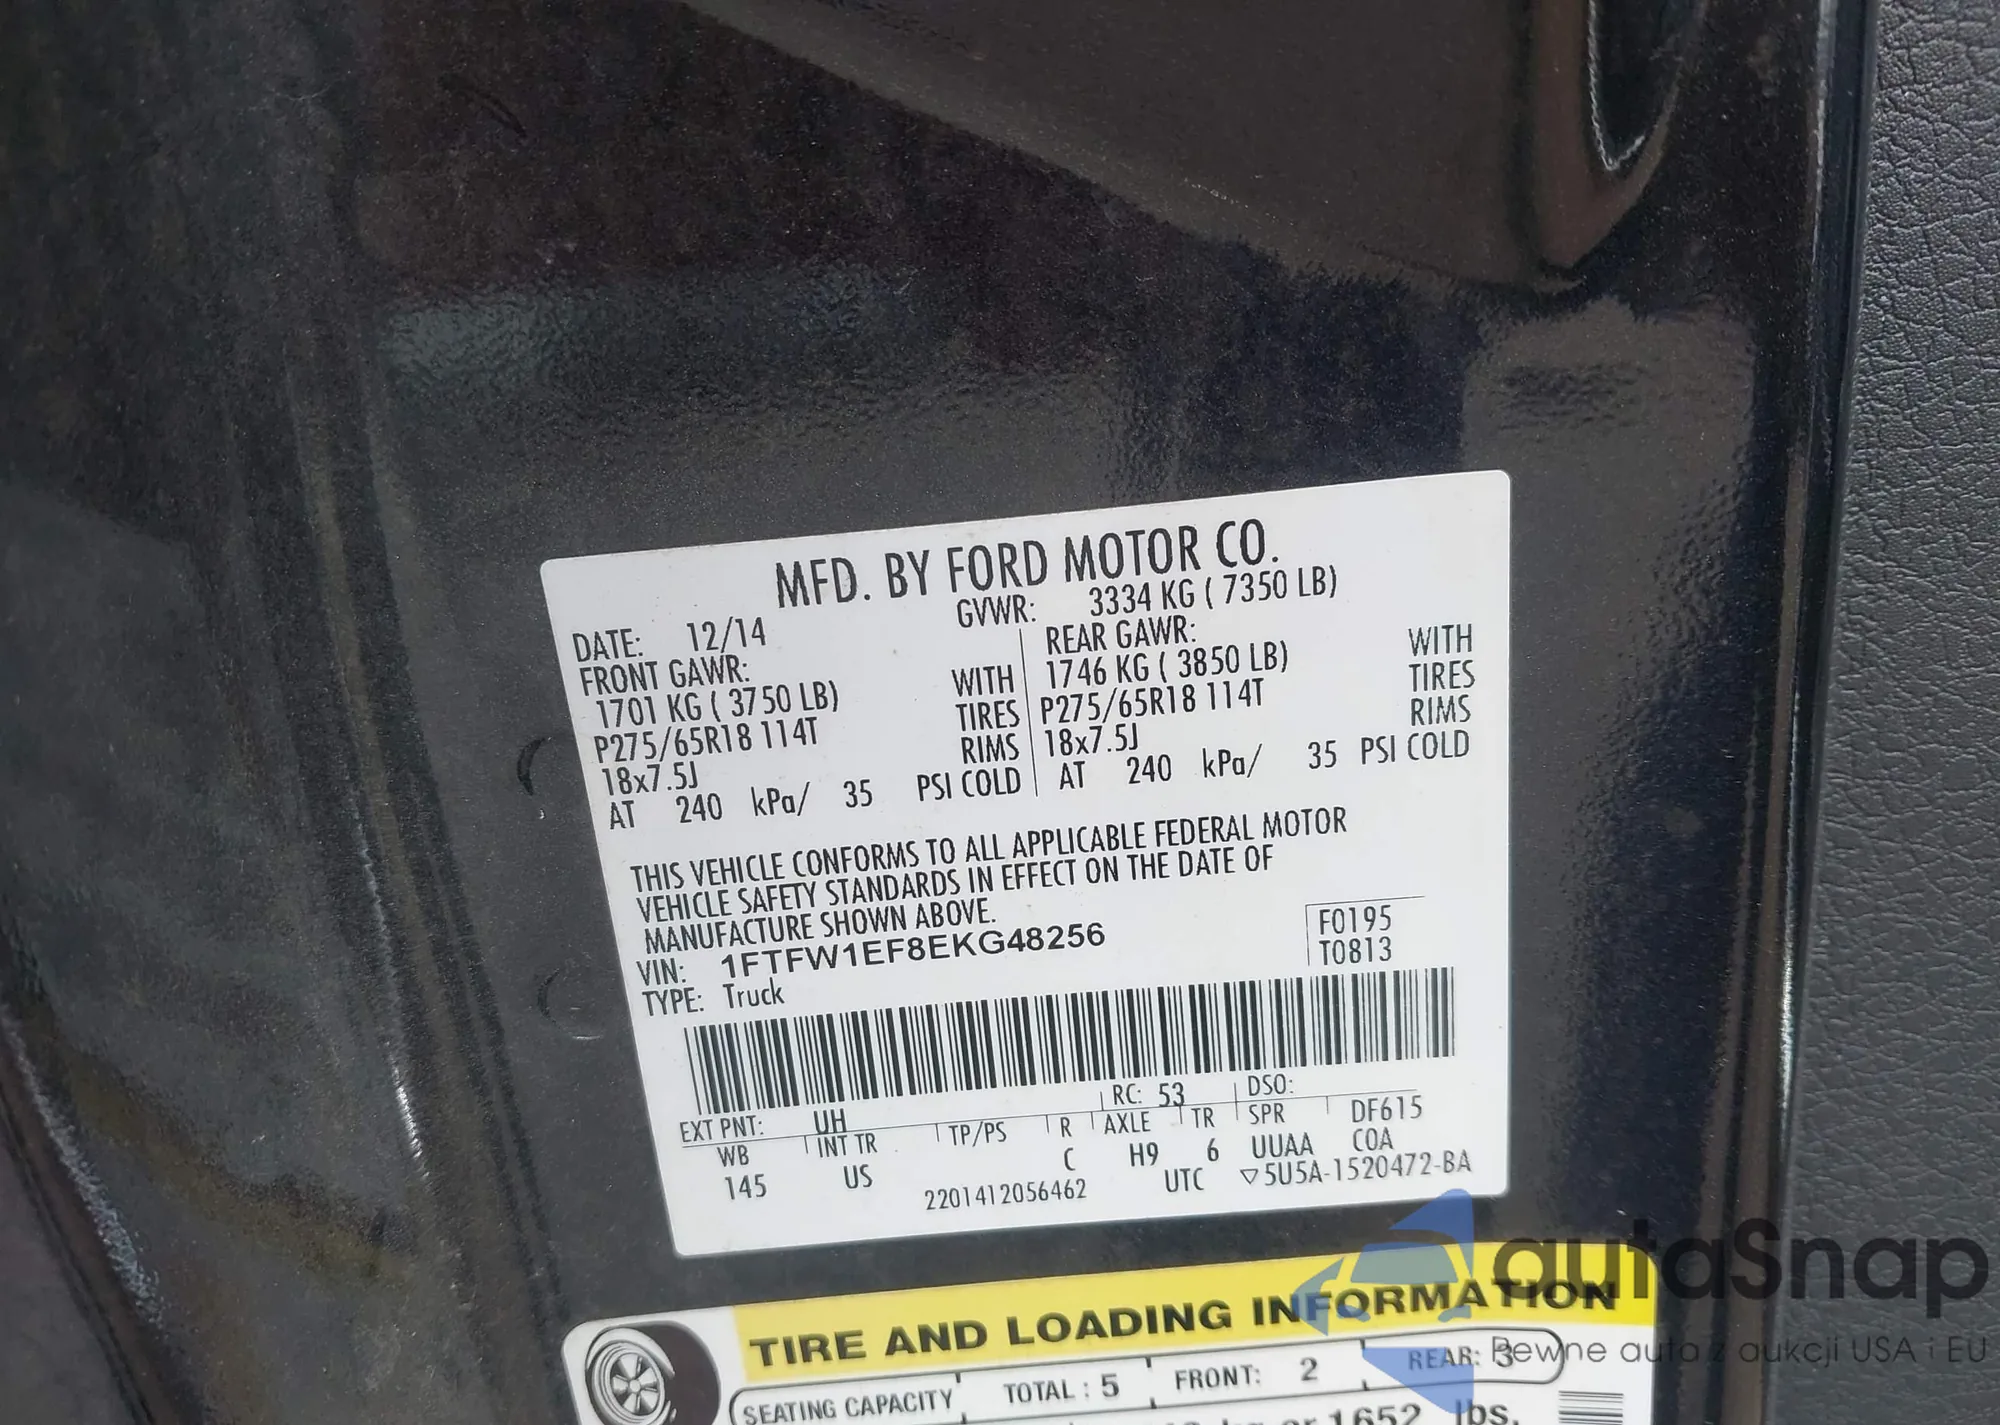 MFD. BY FORD MOTOR CO.
DATE: 12/14 GVWR: 3334 KG ( 7350 LB)
FRONT GAWR: REAR GAWR:
1701 KG ( 3750 LB) WITH 1746 KG ( 3850 LB) WITH
P275/65R18 114T TIRES P275/65R18 114T TIRES
18x7.5J RIMS 18x7.5J RIMS
AT 240 kPa/ 35 PSI COLD AT 240 kPa/ 35 PSI COLD
THIS VEHICLE CONFORMS TO ALL APPLICABLE FEDERAL MOTOR
VEHICLE SAFETY STANDARDS IN EFFECT ON THE DATE OF
MANUFACTURE SHOWN ABOVE.
VIN: 1FTFW1EF8EKG48256 F0195
TYPE: Truck T0813
EXT PNT: UH RC: 53 DSO:
WB INT TR TP/PS R AXLE TR SPR DF615
145 US C H9 6 UUAA COA
2201412056462 UTC ▽5U5A-1520472-BA
TIRE AND LOADING INFORMATION
SEATING CAPACITY TOTAL : 5 FRONT: 2 REAR: 3
kg or 1652 lbs.
autaSnap
Pewne auta z aukcji USA i EU